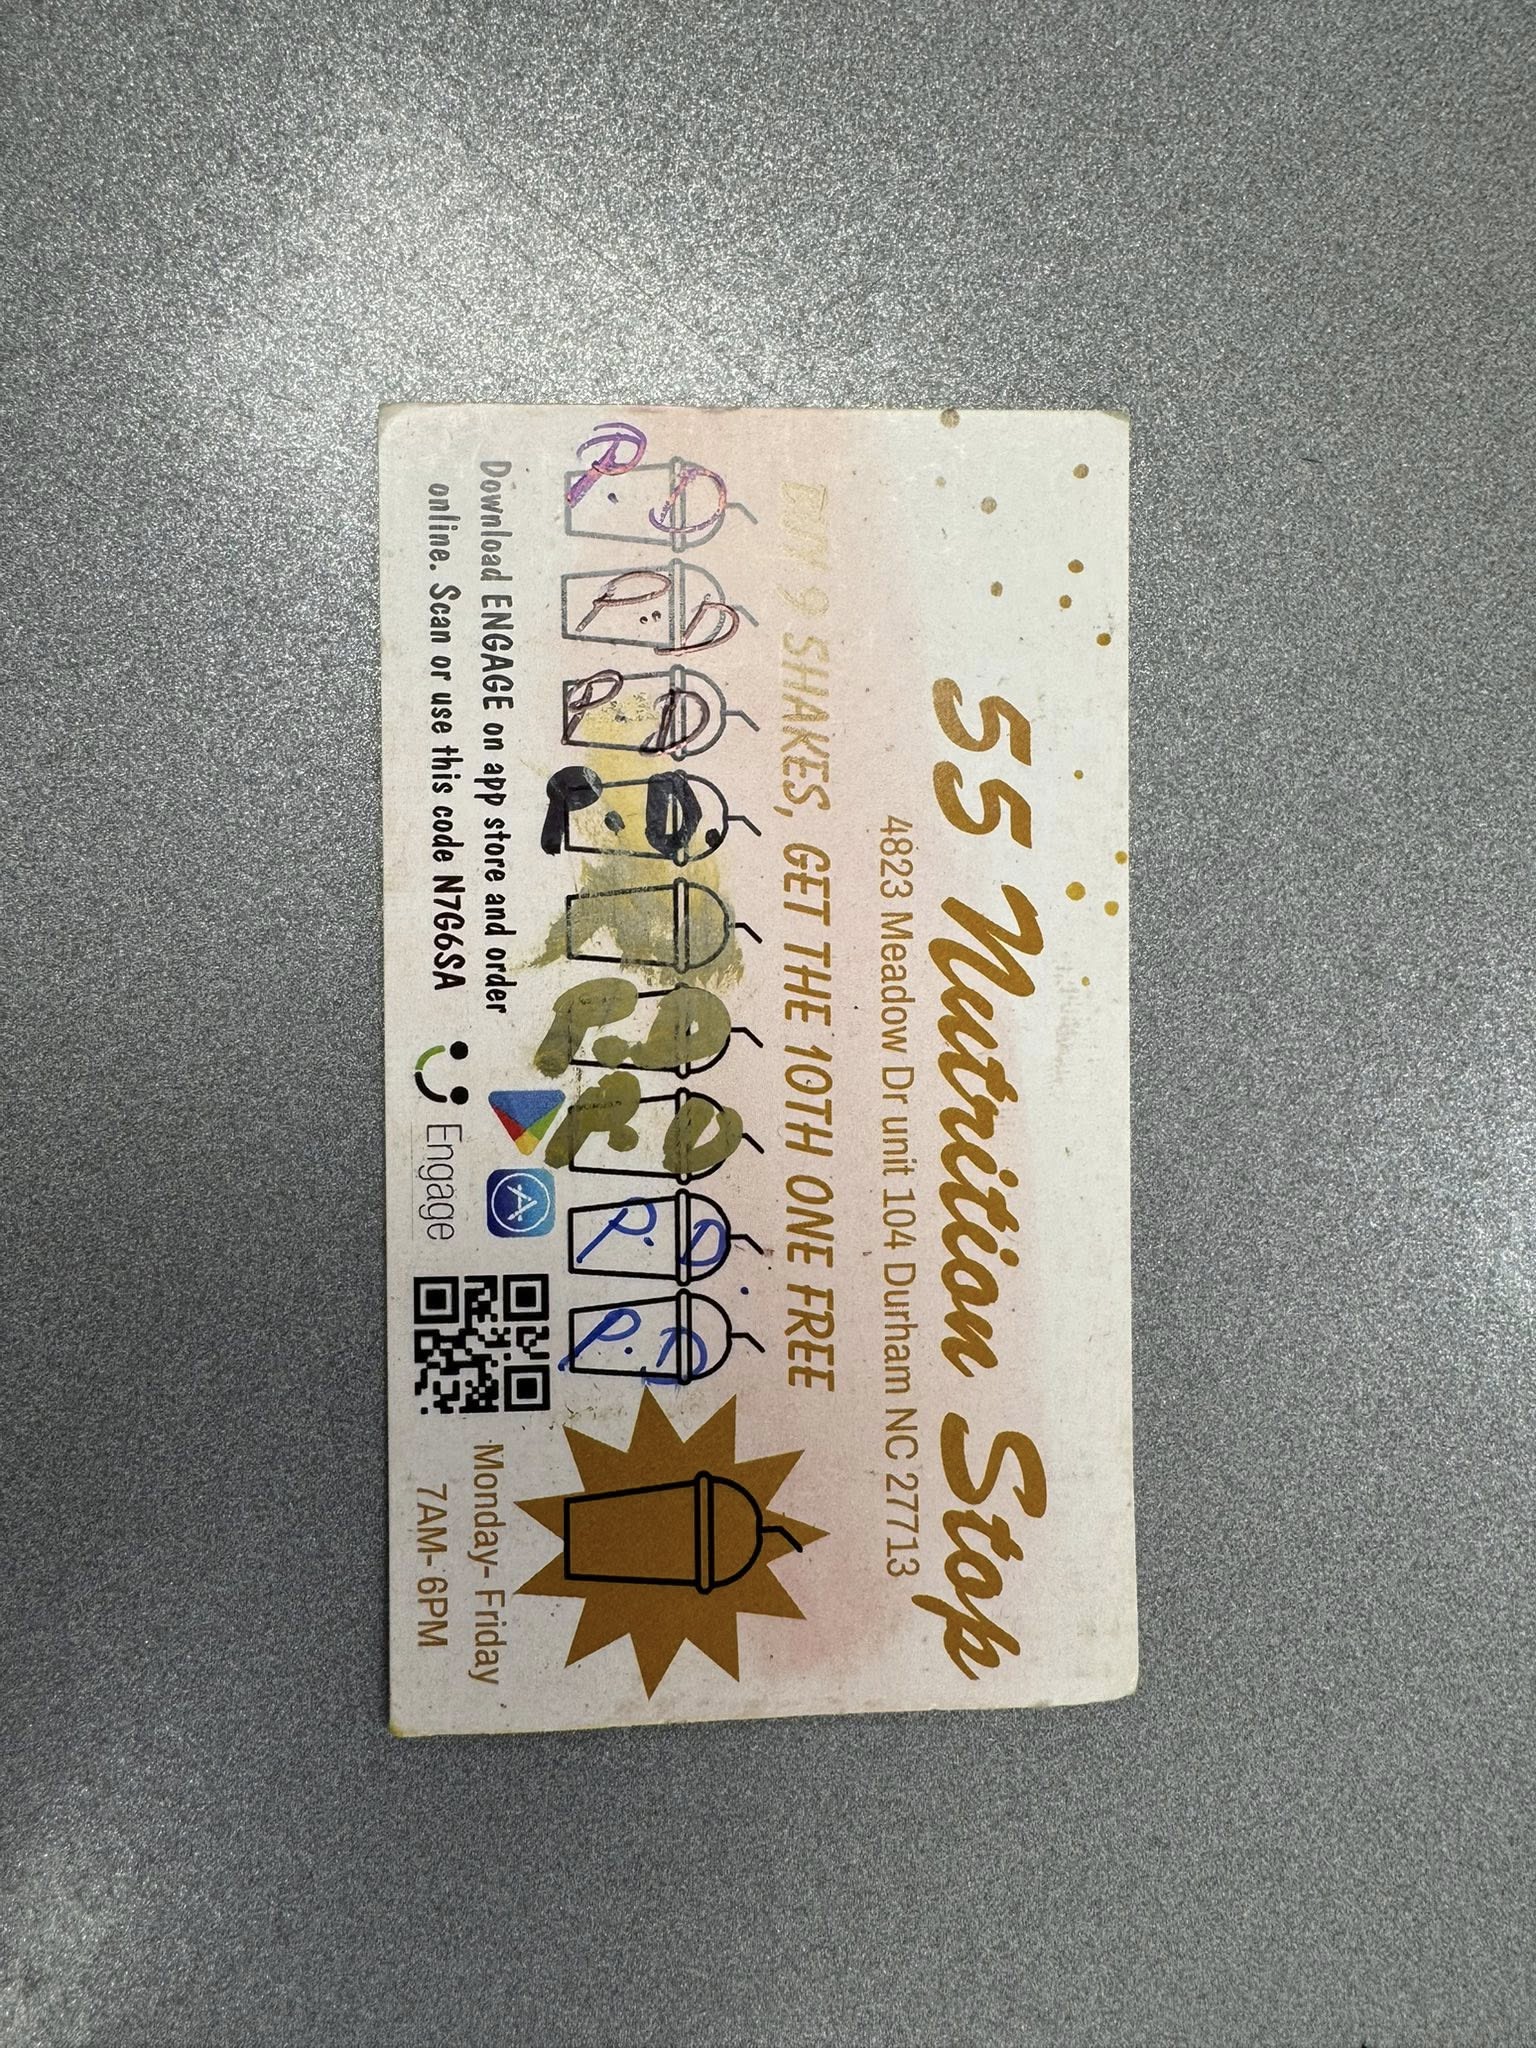 55 Nutrition Stop
4823 Meadow Dr unit 104 Durham NC 27713
BUY 9 SHAKES, GET THE 10TH ONE FREE
P.D
P.D
P.D
P.D
P.D
P.D
P.D
P.D
Download ENGAGE on app store and order
online. Scan or use this code N7G6SA
Engage
Monday- Friday
7AM- 6PM